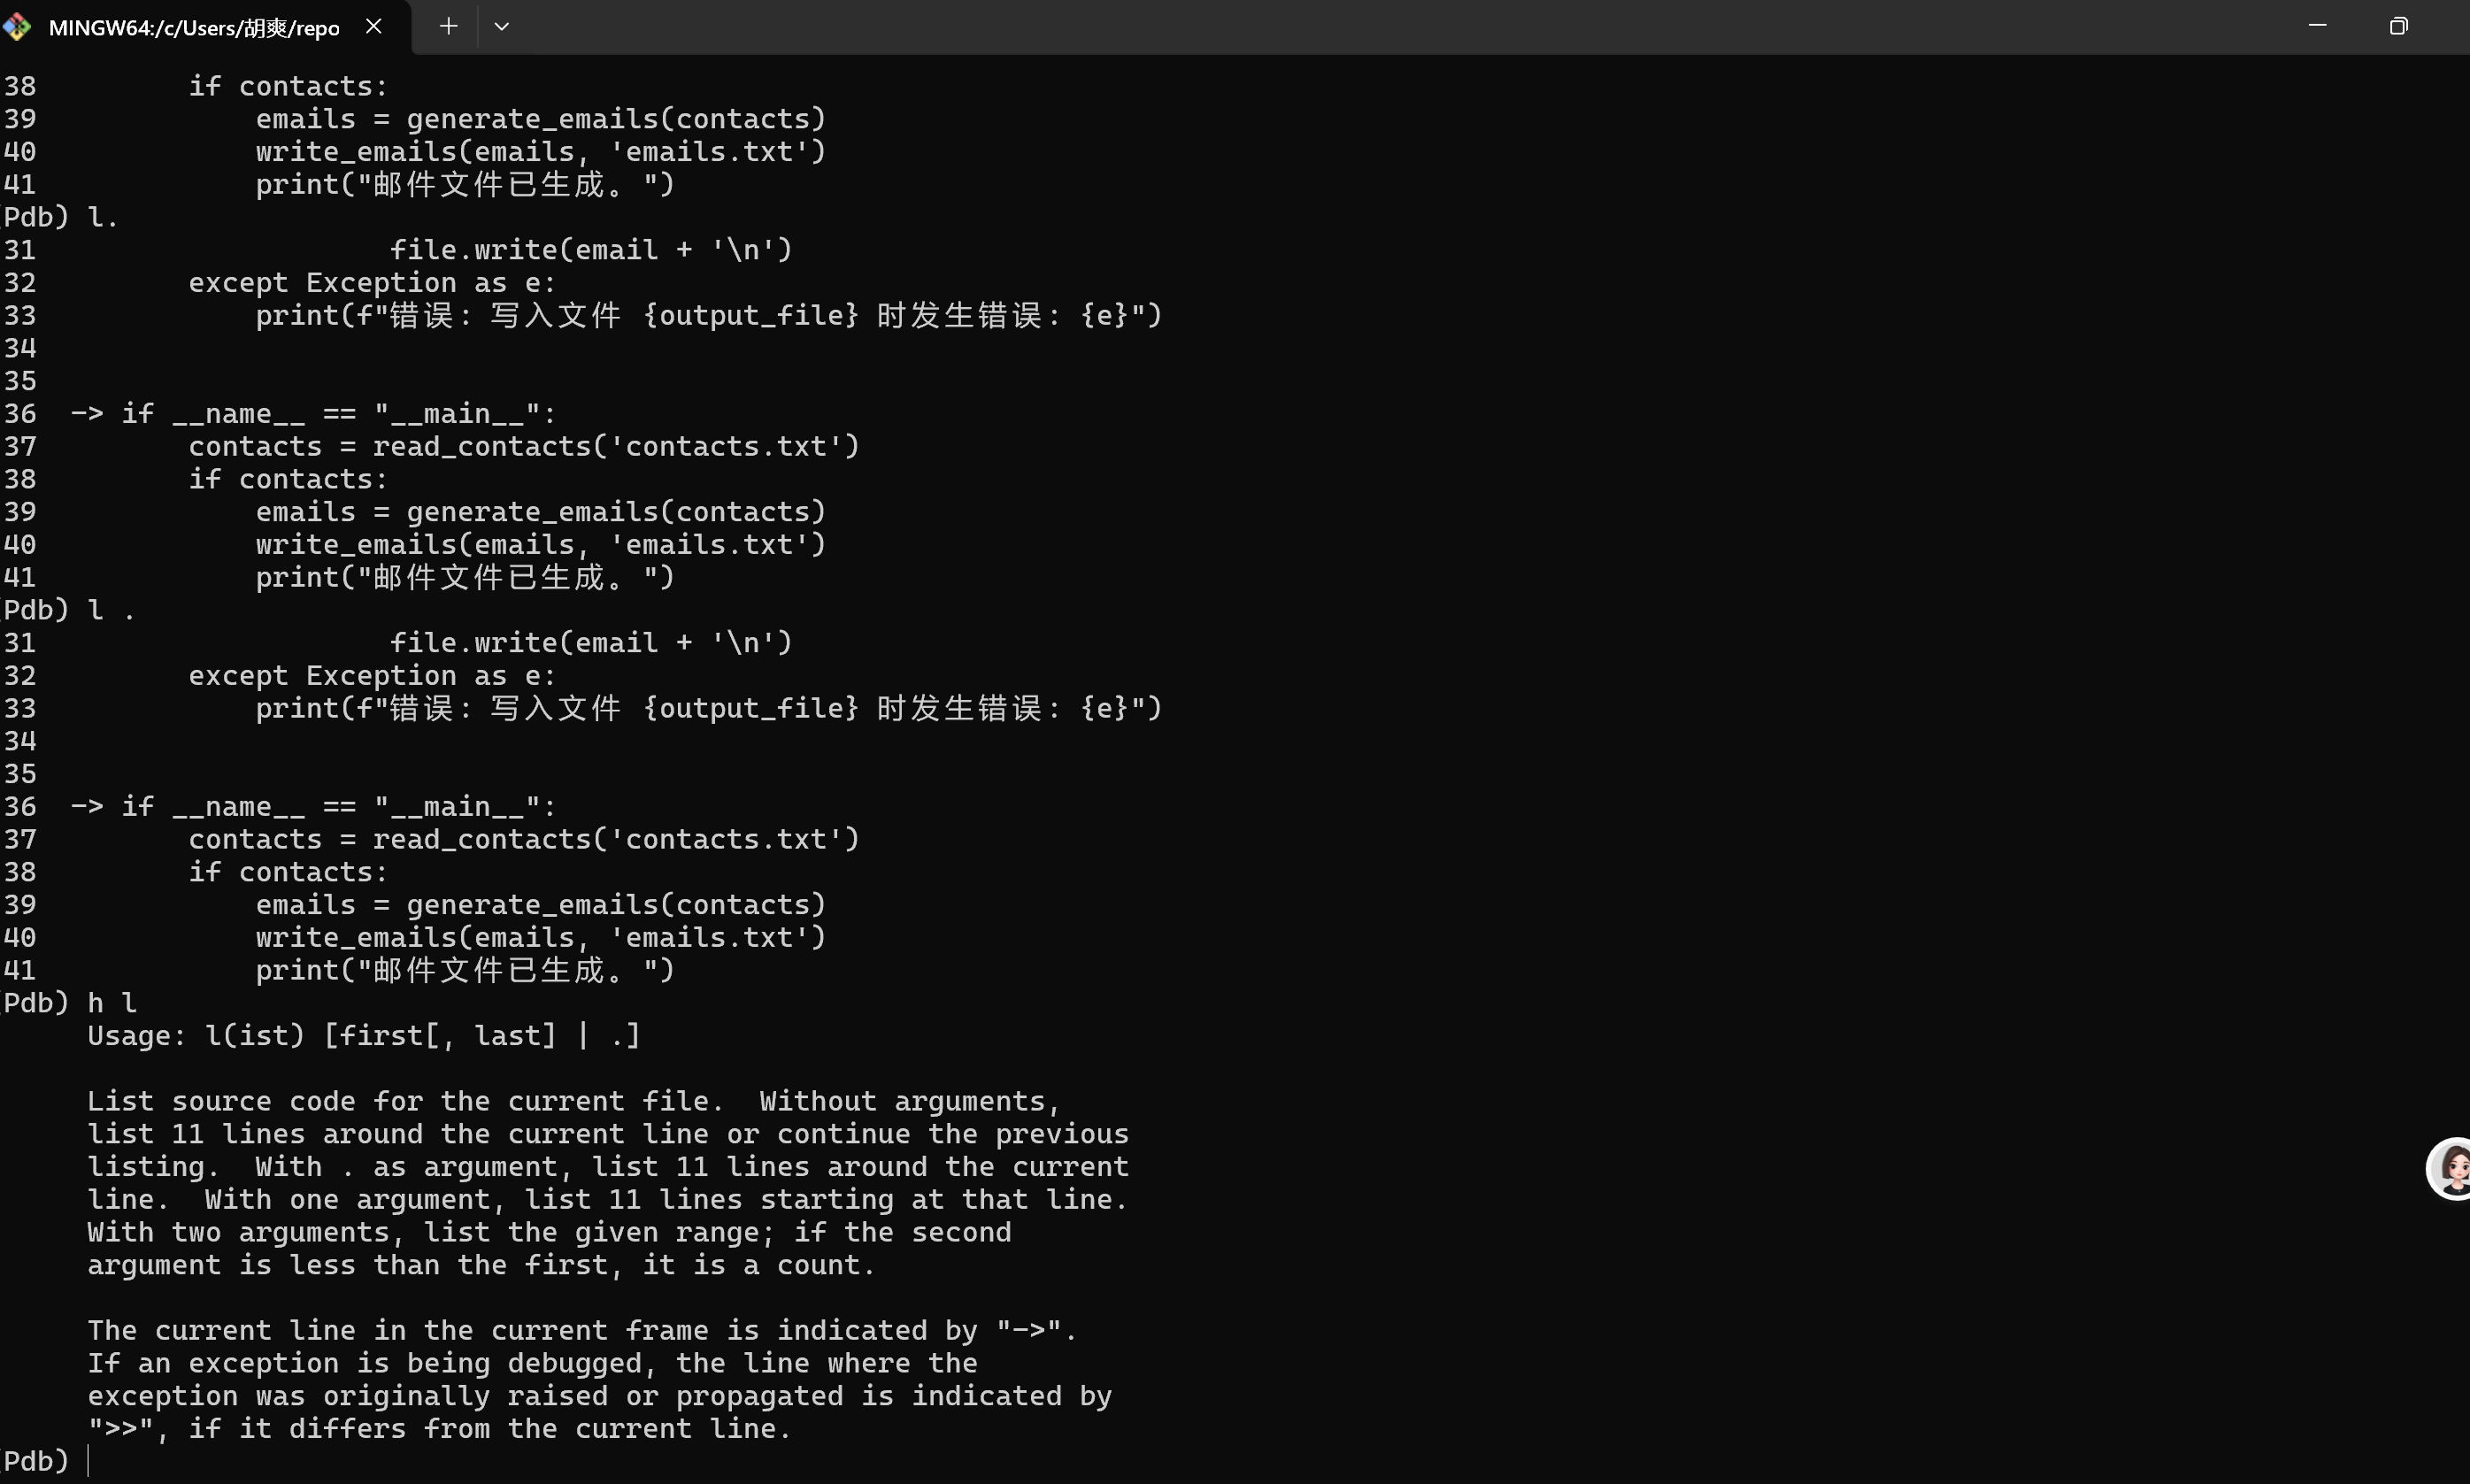 MINGW64:/c/Users/胡爽/repo
38         if contacts:
39             emails = generate_emails(contacts)
40             write_emails(emails, 'emails.txt')
41             print("邮件文件已生成。")
(Pdb) l.
31                     file.write(email + '\n')
32         except Exception as e:
33             print(f"错误: 写入文件 {output_file} 时发生错误: {e}")
34
35
36  -> if __name__ == "__main__":
37         contacts = read_contacts('contacts.txt')
38         if contacts:
39             emails = generate_emails(contacts)
40             write_emails(emails, 'emails.txt')
41             print("邮件文件已生成。")
(Pdb) l .
31                     file.write(email + '\n')
32         except Exception as e:
33             print(f"错误: 写入文件 {output_file} 时发生错误: {e}")
34
35
36  -> if __name__ == "__main__":
37         contacts = read_contacts('contacts.txt')
38         if contacts:
39             emails = generate_emails(contacts)
40             write_emails(emails, 'emails.txt')
41             print("邮件文件已生成。")
(Pdb) h l
     Usage: l(ist) [first[, last] | .]

     List source code for the current file.  Without arguments,
     list 11 lines around the current line or continue the previous
     listing.  With . as argument, list 11 lines around the current
     line.  With one argument, list 11 lines starting at that line.
     With two arguments, list the given range; if the second
     argument is less than the first, it is a count.

     The current line in the current frame is indicated by "->".
     If an exception is being debugged, the line where the
     exception was originally raised or propagated is indicated by
     ">>", if it differs from the current line.
(Pdb)